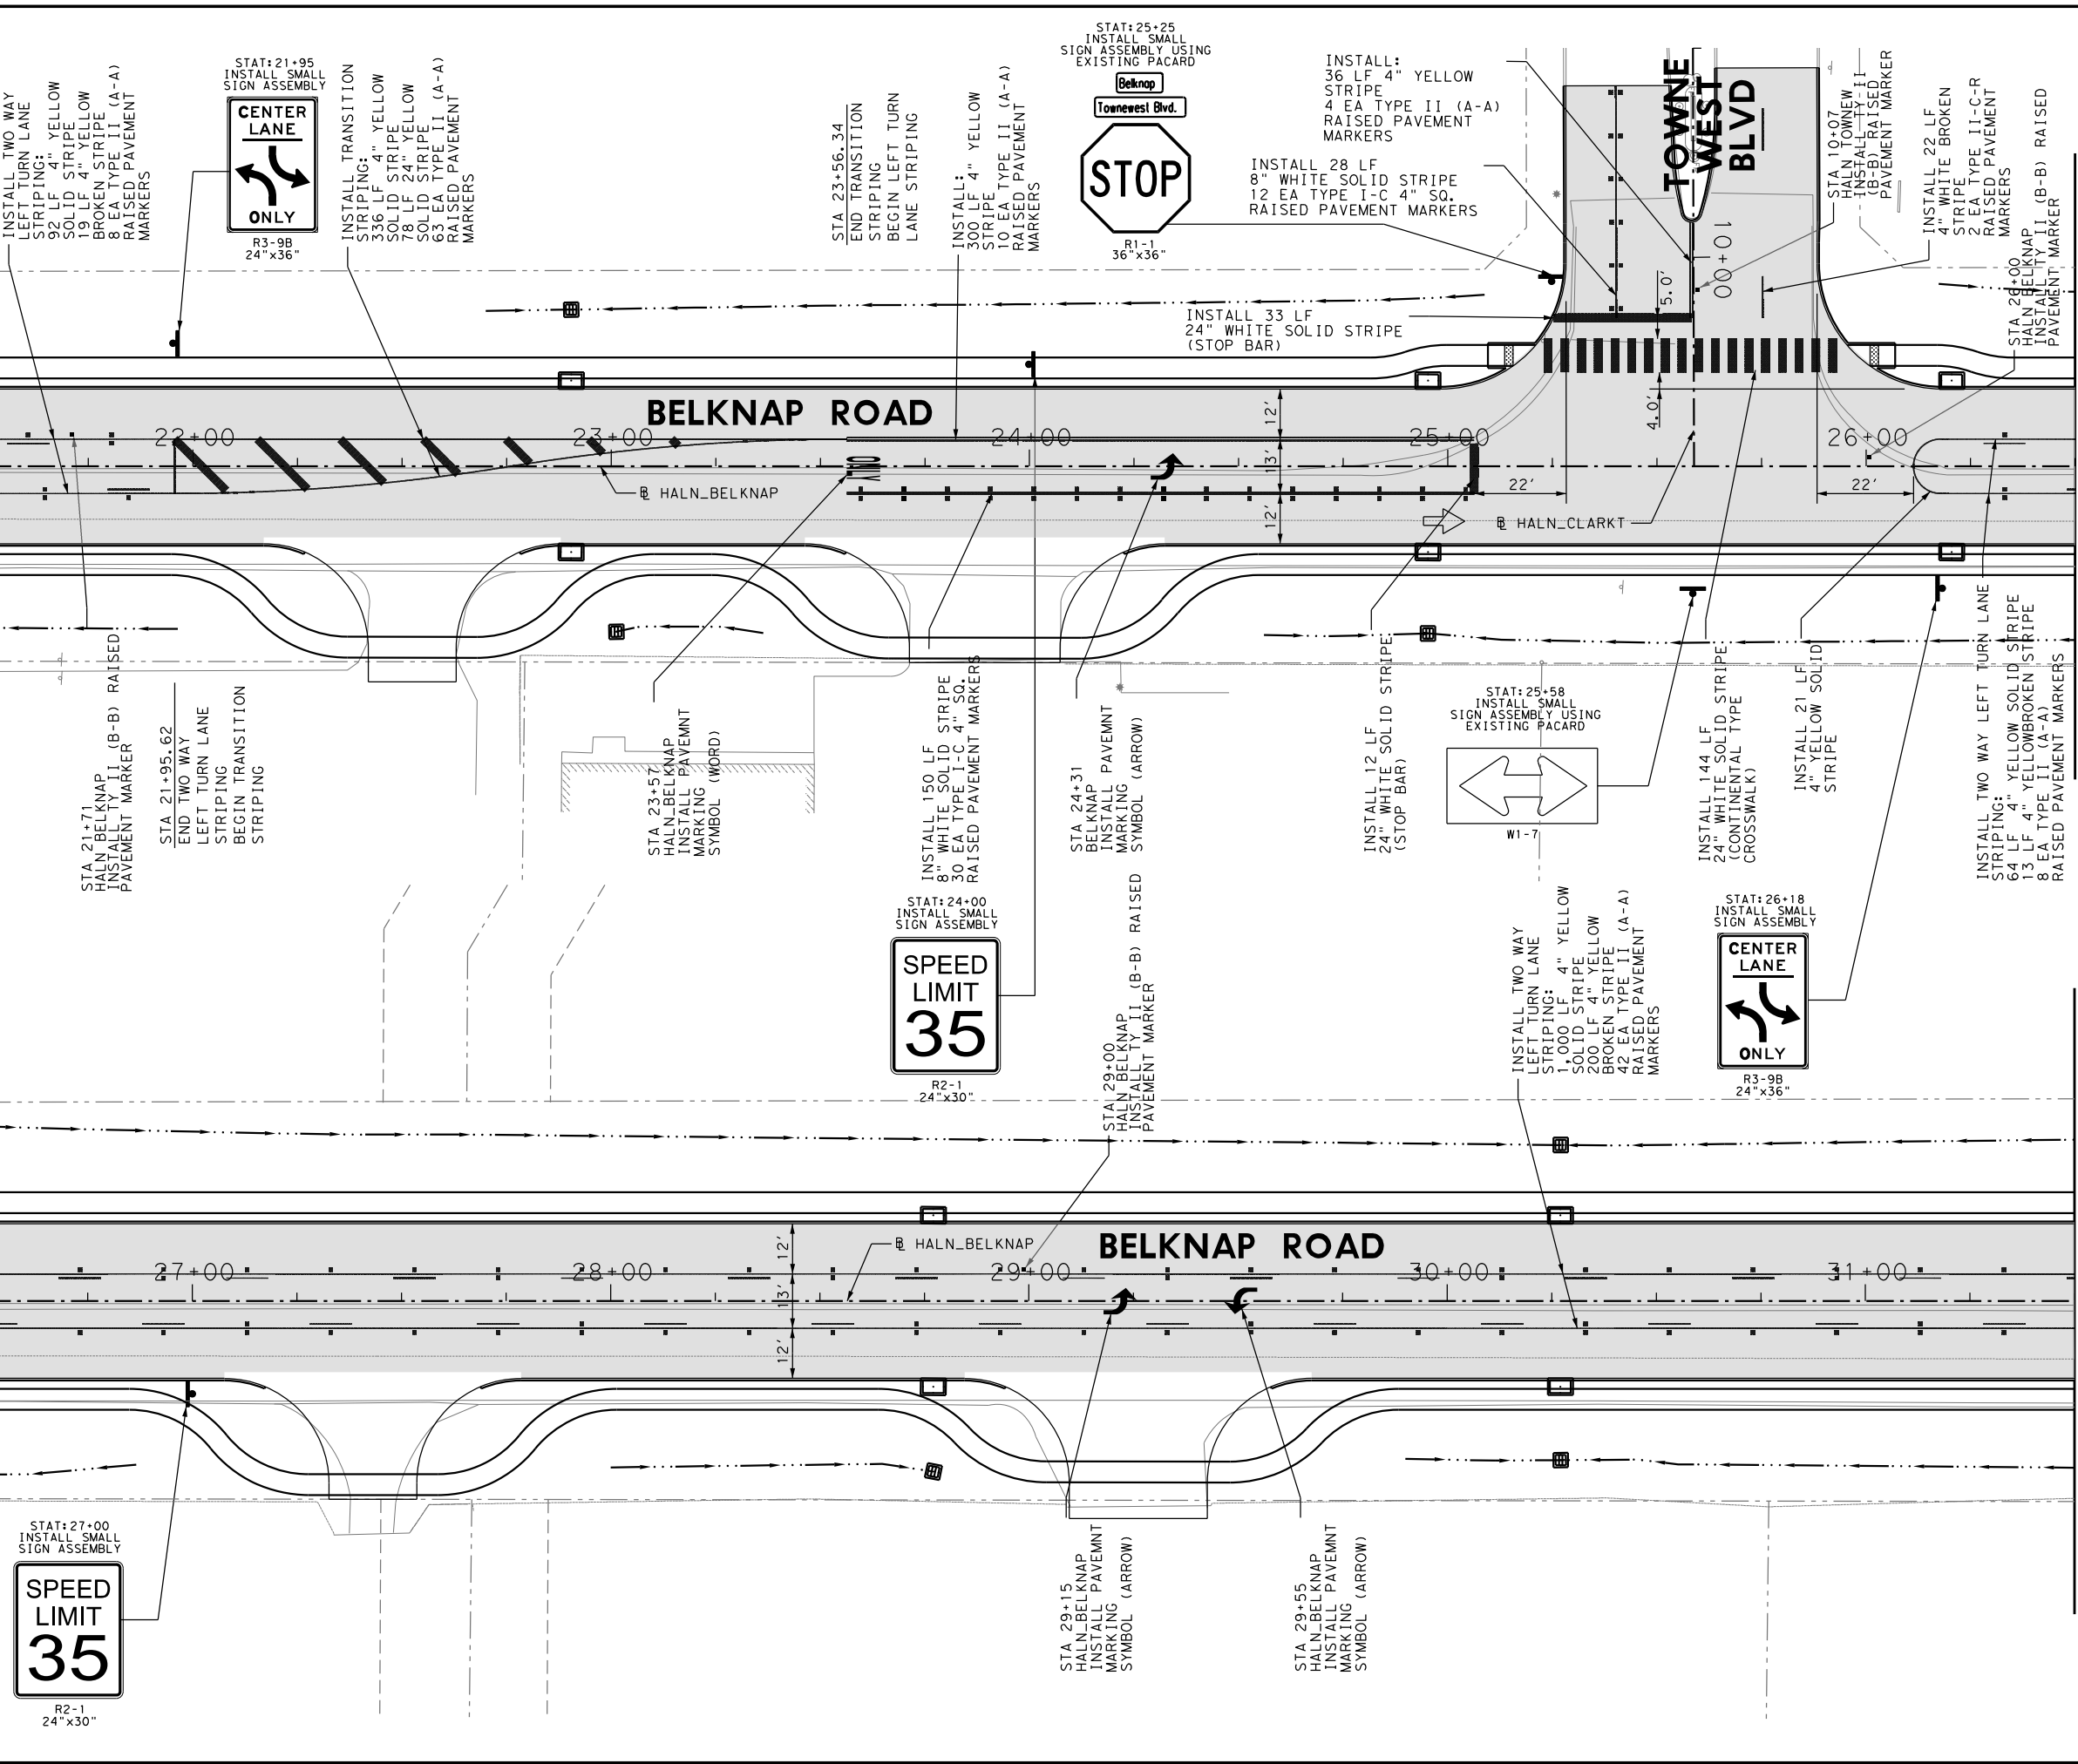 INSTALL TWO WAY
LEFT TURN LANE
STRIPING:
92 LF 4" YELLOW
SOLID STRIPE
19 LF 4" YELLOW
BROKEN STRIPE
8 EA TYPE II (A-A)
RAISED PAVEMENT
MARKERS
STAT:21+95
INSTALL SMALL
SIGN ASSEMBLY
CENTER
LANE
ONLY
R3-9B
24"x36"
INSTALL TRANSITION
STRIPING:
336 LF 4" YELLOW
SOLID STRIPE
78 LF 24" YELLOW
SOLID STRIPE
63 EA TYPE II (A-A)
RAISED PAVEMENT
MARKERS
STA 23+56.34
END TRANSITION
STRIPING
BEGIN LEFT TURN
LANE STRIPING
INSTALL:
300 LF 4" YELLOW
STRIPE
10 EA TYPE II (A-A)
RAISED PAVEMENT
MARKERS
STAT:25+25
INSTALL SMALL
SIGN ASSEMBLY USING
EXISTING PACARD
Belknap
Townewest Blvd.
STOP
R1-1
36"x36"
INSTALL:
36 LF 4" YELLOW
STRIPE
4 EA TYPE II (A-A)
RAISED PAVEMENT
MARKERS
INSTALL 28 LF
8" WHITE SOLID STRIPE
12 EA TYPE I-C 4" SQ.
RAISED PAVEMENT MARKERS
INSTALL 33 LF
24" WHITE SOLID STRIPE
(STOP BAR)
TOWNE
WEST
BLVD
10+00
5.0'
4.0'
STA 10+07
HALN TOWNEW
INSTALL TY II
(B-B) RAISED
PAVEMENT MARKER
INSTALL 22 LF
4" WHITE BROKEN
STRIPE
2 EA TYPE II-C-R
RAISED PAVEMENT
MARKERS
STA 26+00
HALN BELKNAP
INSTALL TY II (B-B) RAISED
PAVEMENT MARKER
BELKNAP ROAD
22+00
23+00
24+00
25+00
26+00
12'
13'
12'
22'
22'
HALN_BELKNAP
HALN_CLARKT
STA 21+71
HALN_BELKNAP
INSTALL TY II (B-B) RAISED
PAVEMENT MARKER
STA 21+95.62
END TWO WAY
LEFT TURN LANE
STRIPING
BEGIN TRANSITION
STRIPING
STA 23+57
HALN_BELKNAP
INSTALL PAVEMNT
MARKING
SYMBOL (WORD)
INSTALL 150 LF
8" WHITE SOLID STRIPE
30 EA TYPE I-C 4" SQ.
RAISED PAVEMENT MARKERS
STA 24+31
BELKNAP
INSTALL PAVEMNT
MARKING
SYMBOL (ARROW)
INSTALL 12 LF
24" WHITE SOLID STRIPE
(STOP BAR)
STAT:25+58
INSTALL SMALL
SIGN ASSEMBLY USING
EXISTING PACARD
W1-7
INSTALL 144 LF
24" WHITE SOLID STRIPE
(CONTINENTAL TYPE
CROSSWALK)
INSTALL 21 LF
4" YELLOW SOLID
STRIPE
INSTALL TWO WAY LEFT TURN LANE
STRIPING:
64 LF 4" YELLOW SOLID STRIPE
13 LF 4" YELLOWBROKEN STRIPE
8 EA TYPE II (A-A)
RAISED PAVEMENT MARKERS
STAT:24+00
INSTALL SMALL
SIGN ASSEMBLY
SPEED
LIMIT
35
R2-1
24"x30"
STA 29+00
HALN_BELKNAP
INSTALL TY II (B-B) RAISED
PAVEMENT MARKER
INSTALL TWO WAY
LEFT TURN LANE
STRIPING:
1,000 LF 4" YELLOW
SOLID STRIPE
200 LF 4" YELLOW
BROKEN STRIPE
42 EA TYPE II (A-A)
RAISED PAVEMENT
MARKERS
STAT:26+18
INSTALL SMALL
SIGN ASSEMBLY
CENTER
LANE
ONLY
R3-9B
24"x36"
BELKNAP ROAD
HALN_BELKNAP
27+00
28+00
29+00
30+00
31+00
12'
13'
12'
STAT:27+00
INSTALL SMALL
SIGN ASSEMBLY
SPEED
LIMIT
35
R2-1
24"x30"
STA 29+15
HALN_BELKNAP
INSTALL PAVEMNT
MARKING
SYMBOL (ARROW)
STA 29+55
HALN_BELKNAP
INSTALL PAVEMNT
MARKING
SYMBOL (ARROW)